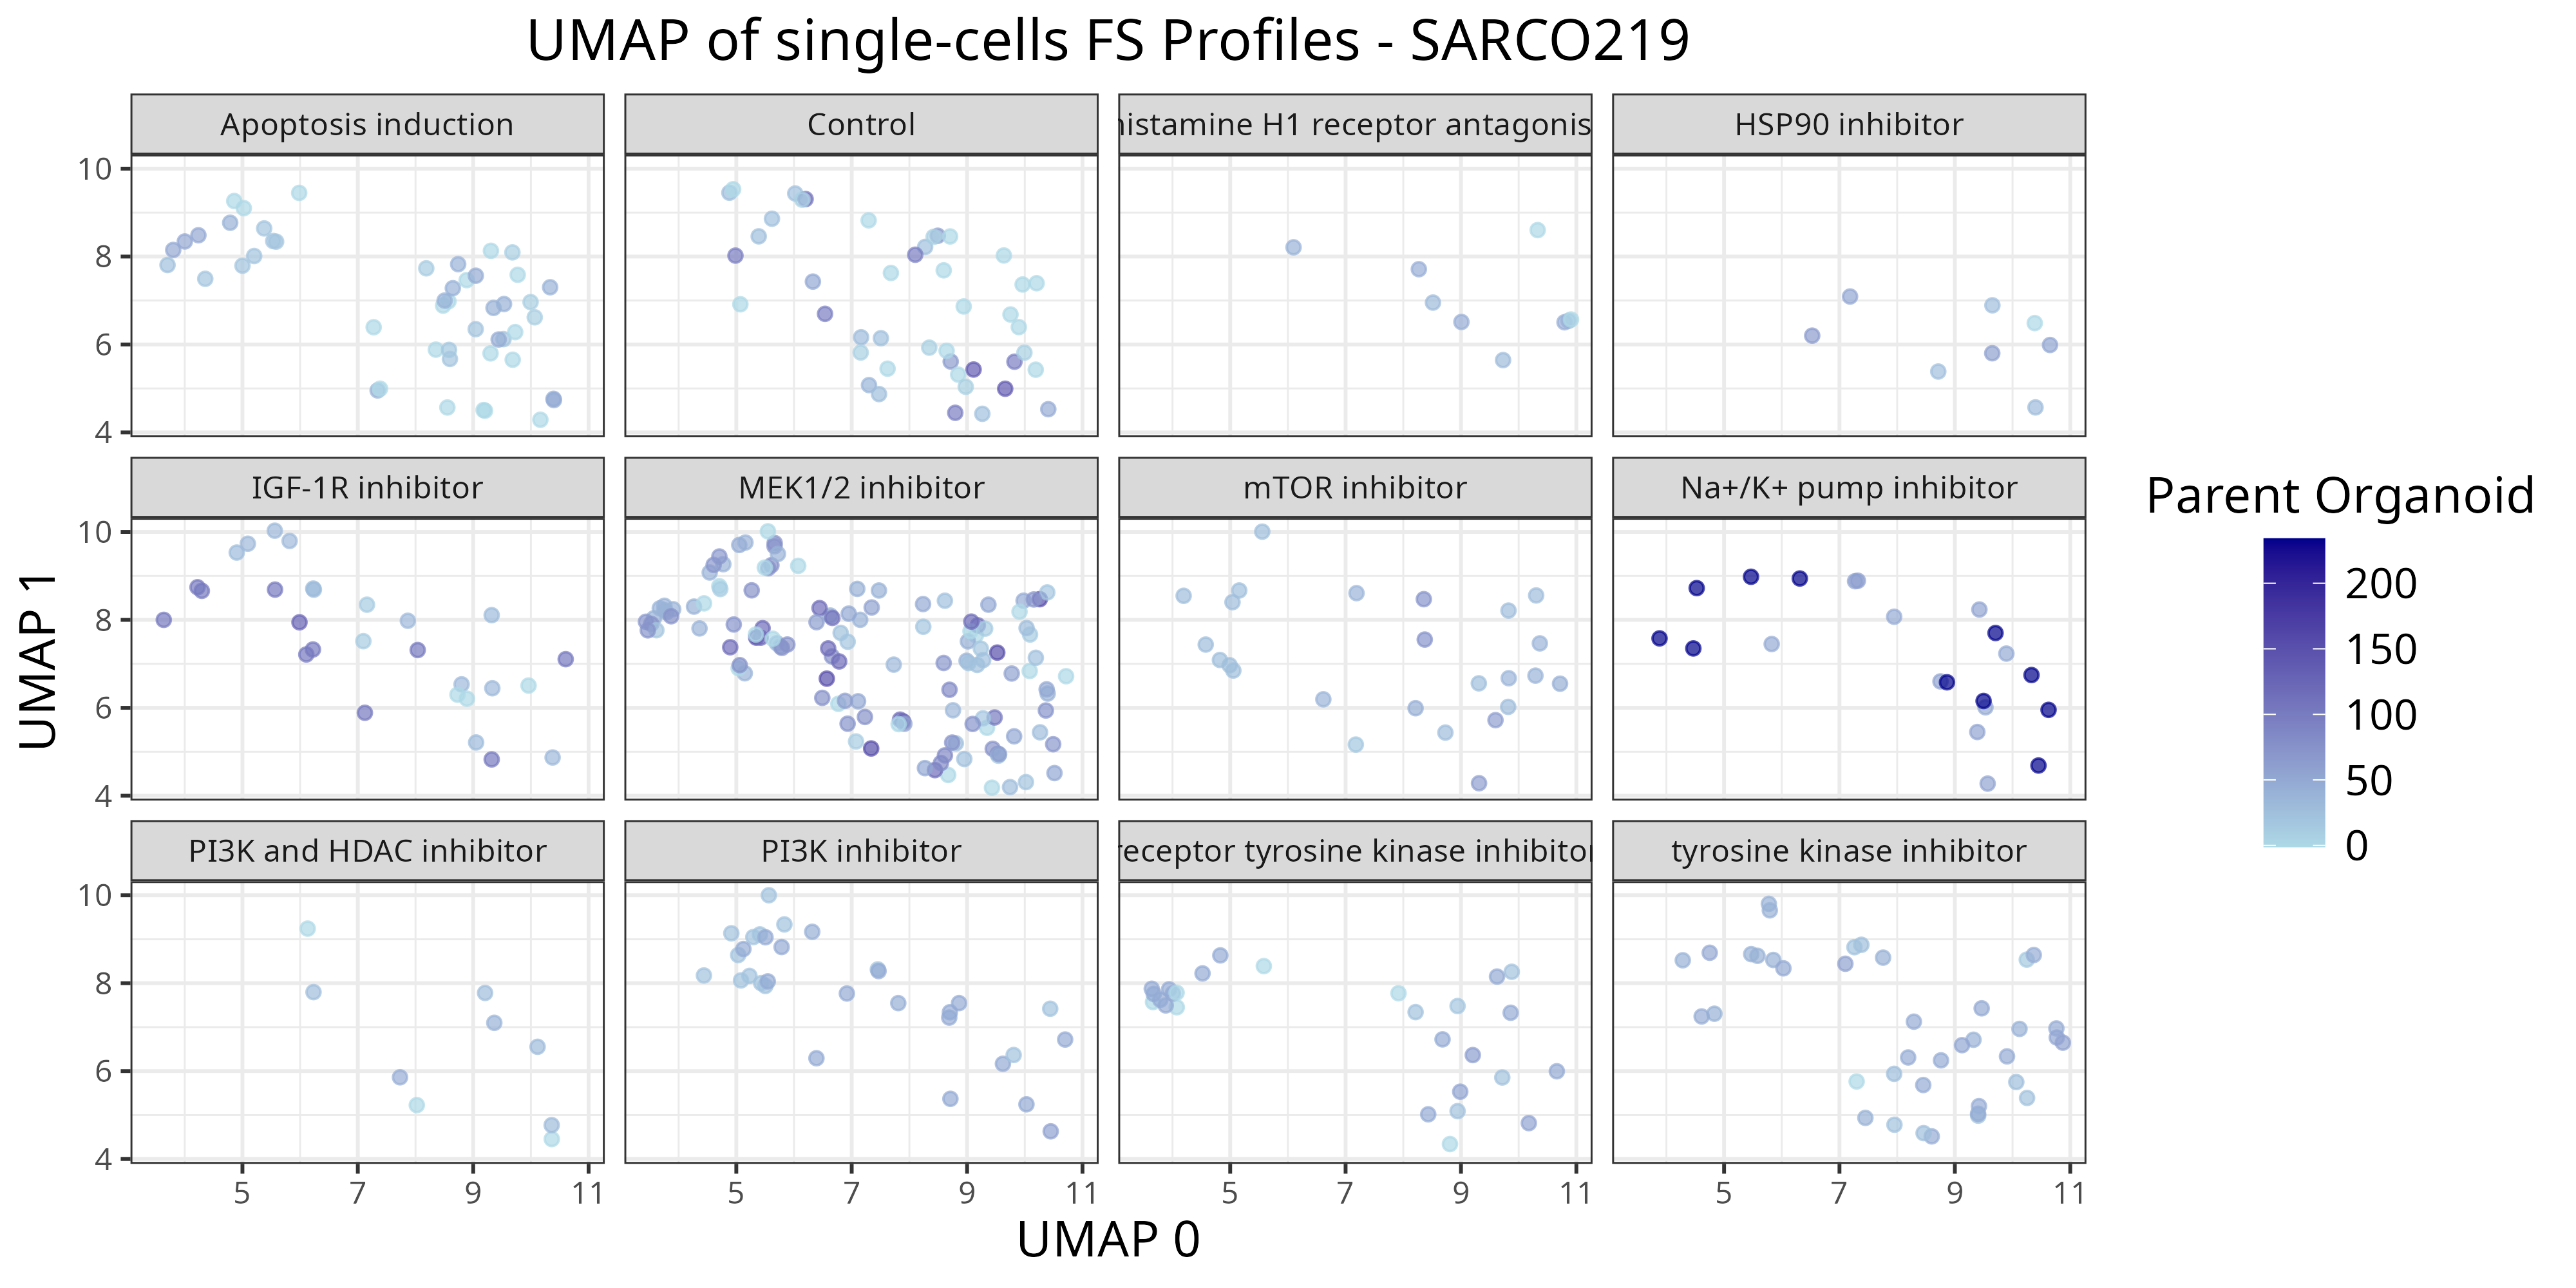 UMAP of single-cells FS Profiles - SARCO219
Apoptosis induction
Control
histamine H1 receptor antagonis
HSP90 inhibitor
10
8
6
4
IGF-1R inhibitor
MEK1/2 inhibitor
mTOR inhibitor
Na+/K+ pump inhibitor
10
8
6
4
PI3K and HDAC inhibitor
PI3K inhibitor
receptor tyrosine kinase inhibitor
tyrosine kinase inhibitor
10
8
6
4
5 7 9 11
5 7 9 11
5 7 9 11
5 7 9 11
UMAP 0
UMAP 1
Parent Organoid
200
150
100
50
0